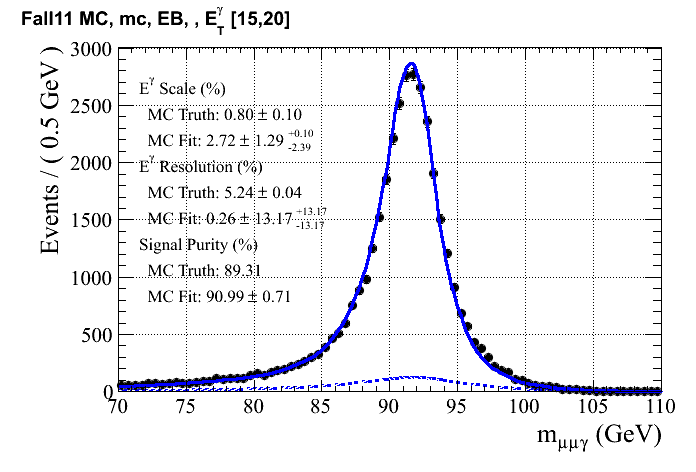 Fall11 MC, mc, EB, , E_T^γ [15,20]
Events / ( 0.5 GeV )
3000
2500
2000
1500
1000
500
0
E^γ Scale (%)
MC Truth: 0.80 ± 0.10
MC Fit: 2.72 ± 1.29 +0.10 -2.39
E^γ Resolution (%)
MC Truth: 5.24 ± 0.04
MC Fit: 0.26 ± 13.17 +13.17 -13.17
Signal Purity (%)
MC Truth: 89.31
MC Fit: 90.99 ± 0.71
70 75 80 85 90 95 100 105 110
m_μμγ (GeV)